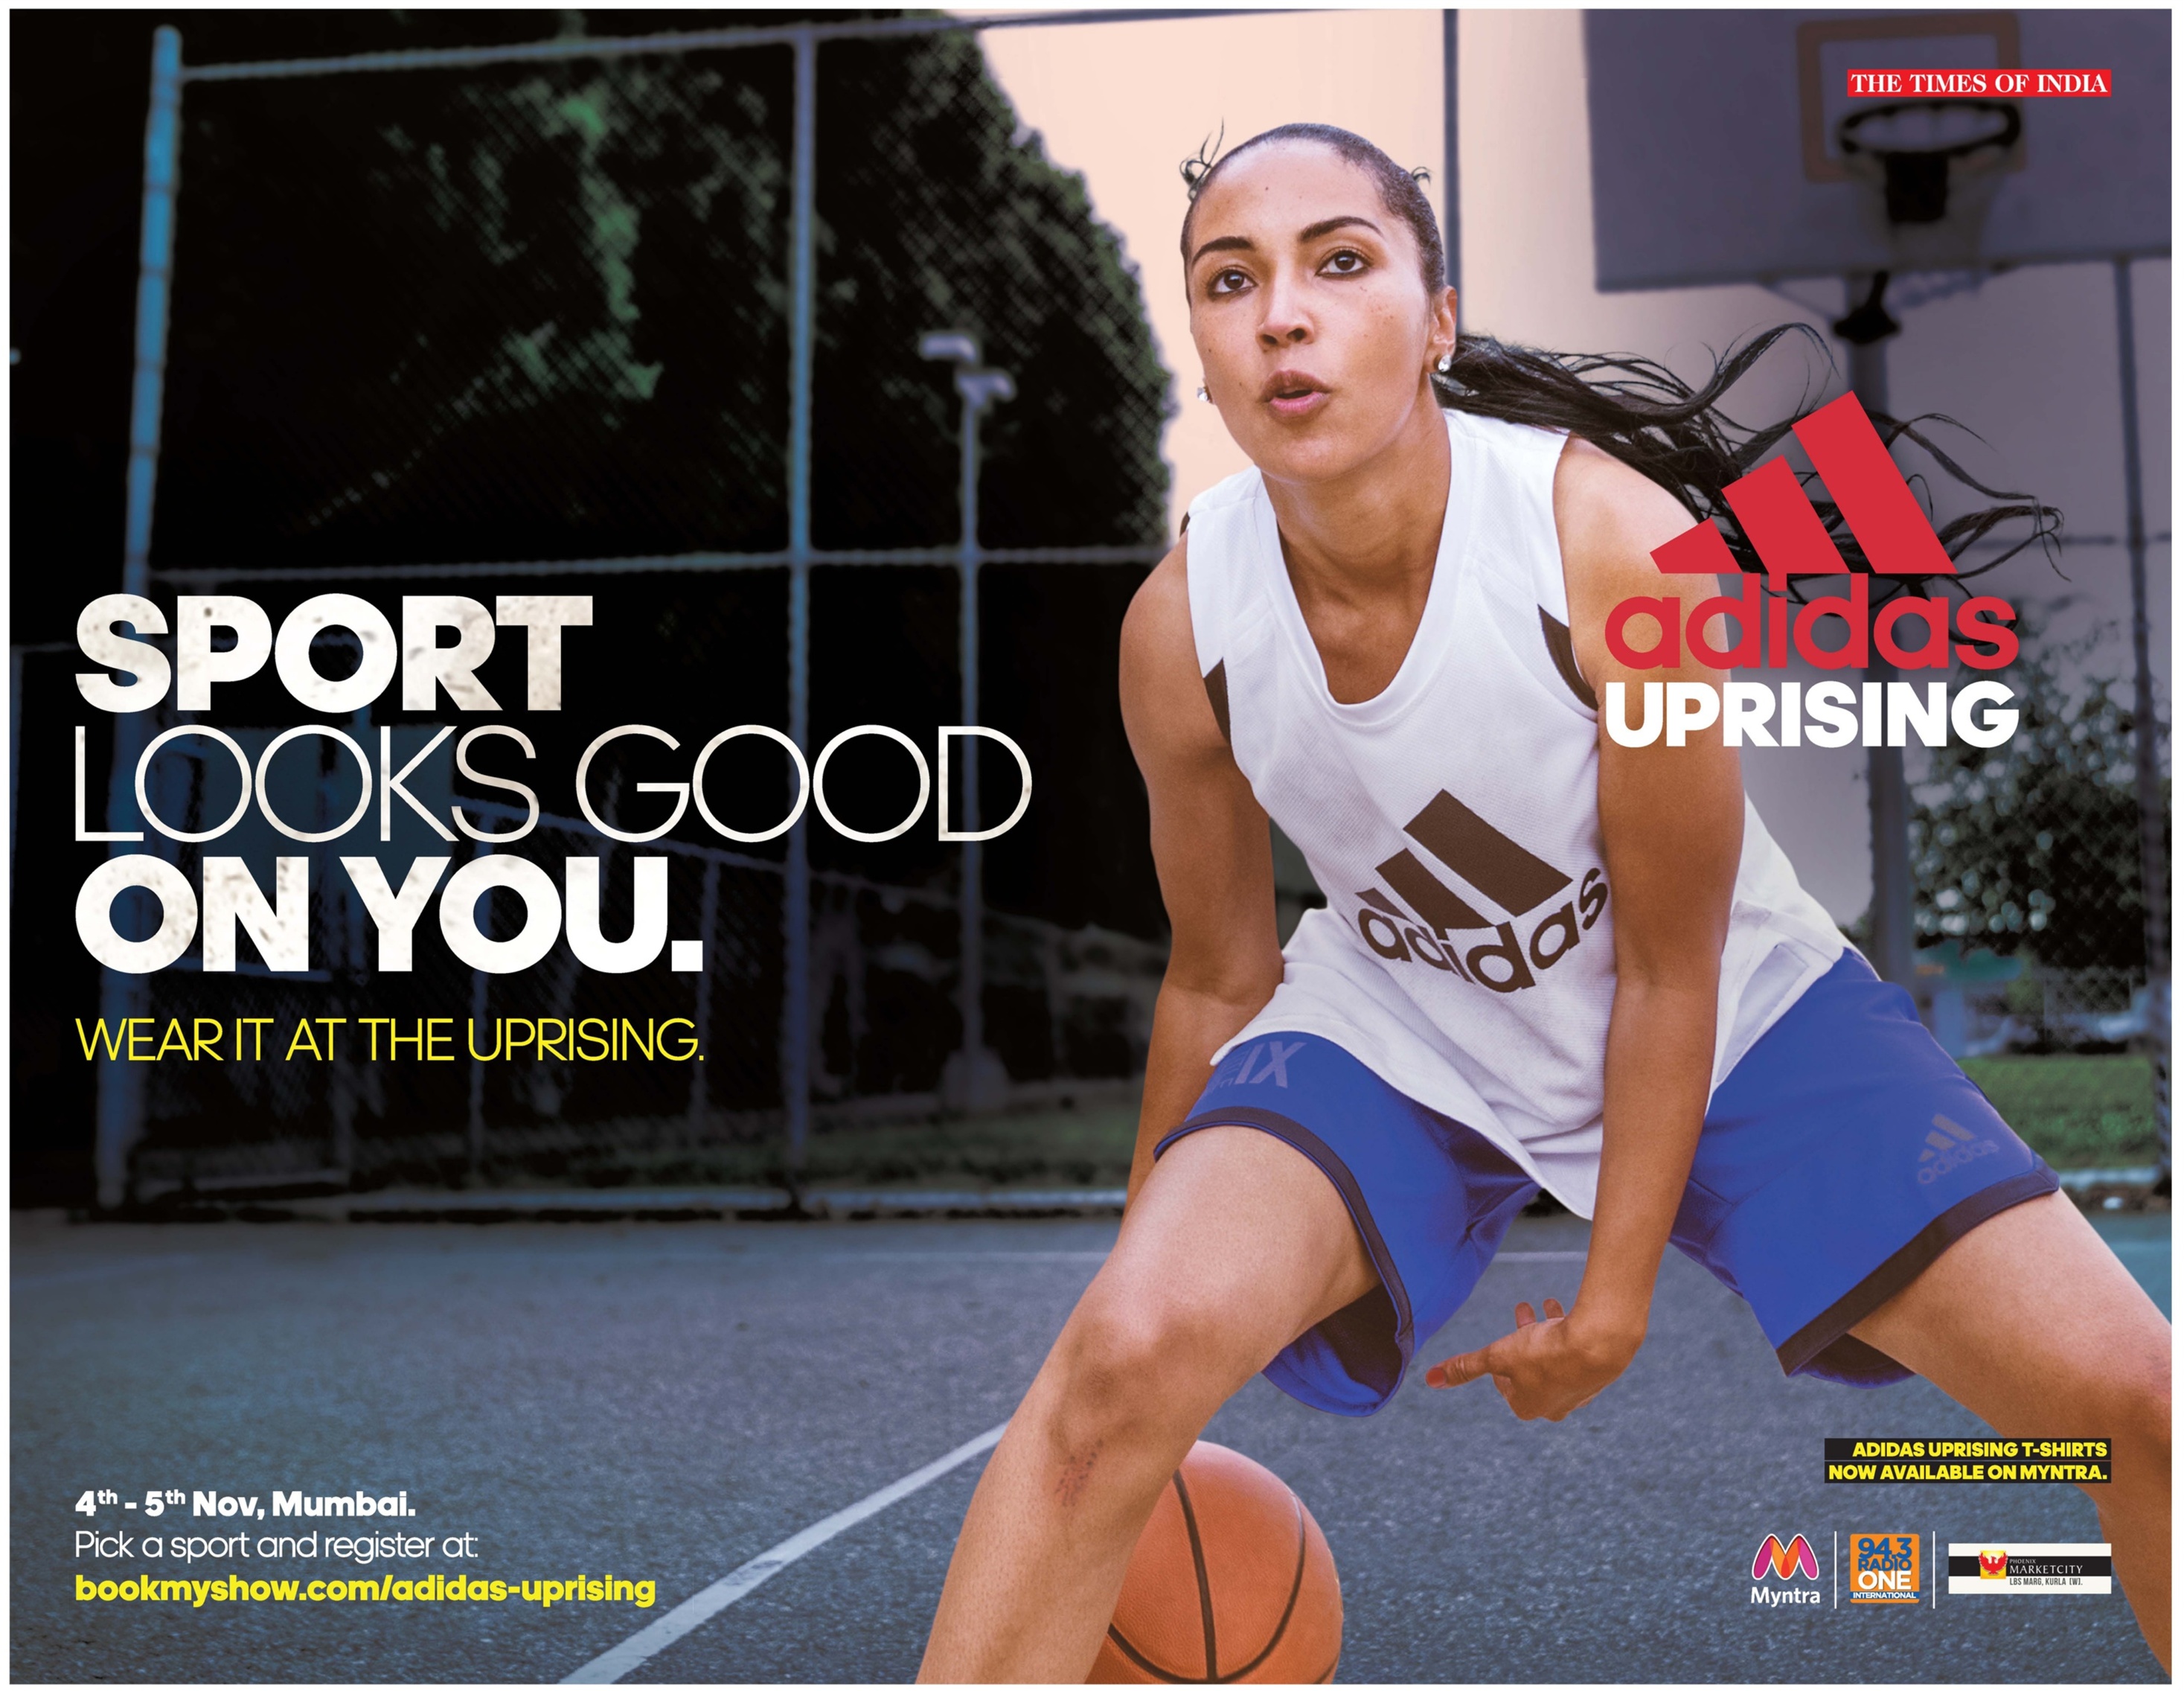 THE TIMES OF INDIA
adidas
UPRISING
SPORT
LOOKS GOOD
ON YOU.
WEAR IT AT THE UPRISING.
adidas
IX
adidas
4th - 5th Nov, Mumbai.
Pick a sport and register at:
bookmyshow.com/adidas-uprising
ADIDAS UPRISING T-SHIRTS
NOW AVAILABLE ON MYNTRA.
Myntra
94.3
RADIO
ONE
INTERNATIONAL
PHOENIX
MARKETCITY
LBS MARG, KURLA (W).